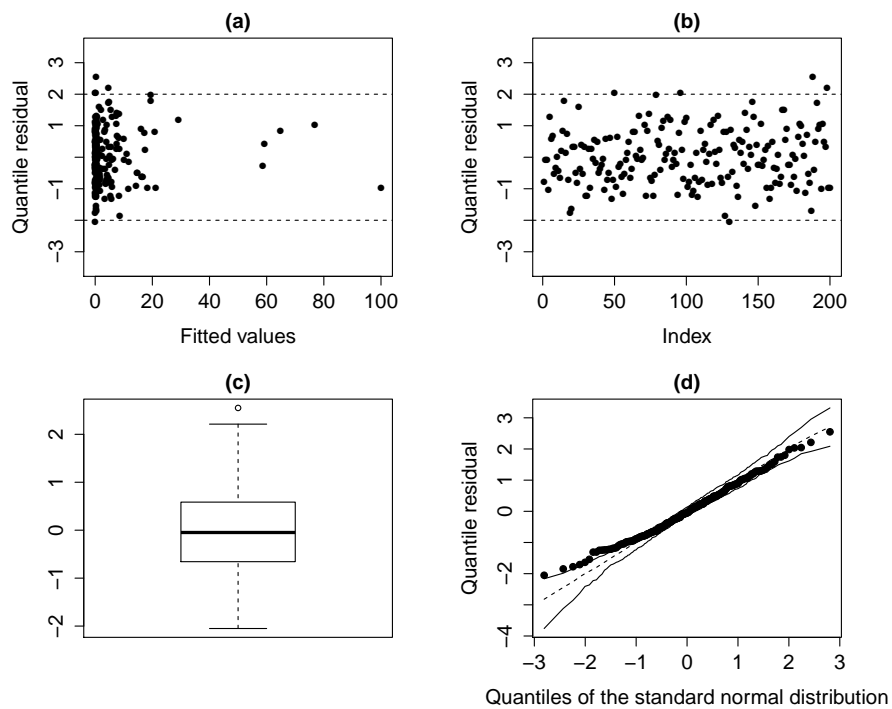 (a)
3
2
1
−1
−3
Quantile residual
0 20 40 60 80 100
Fitted values
(b)
3
2
1
−1
−3
Quantile residual
0 50 100 150 200
Index
(c)
2
1
0
−1
−2
(d)
3
2
1
0
−2
−4
Quantile residual
−3 −2 −1 0 1 2 3
Quantiles of the standard normal distribution